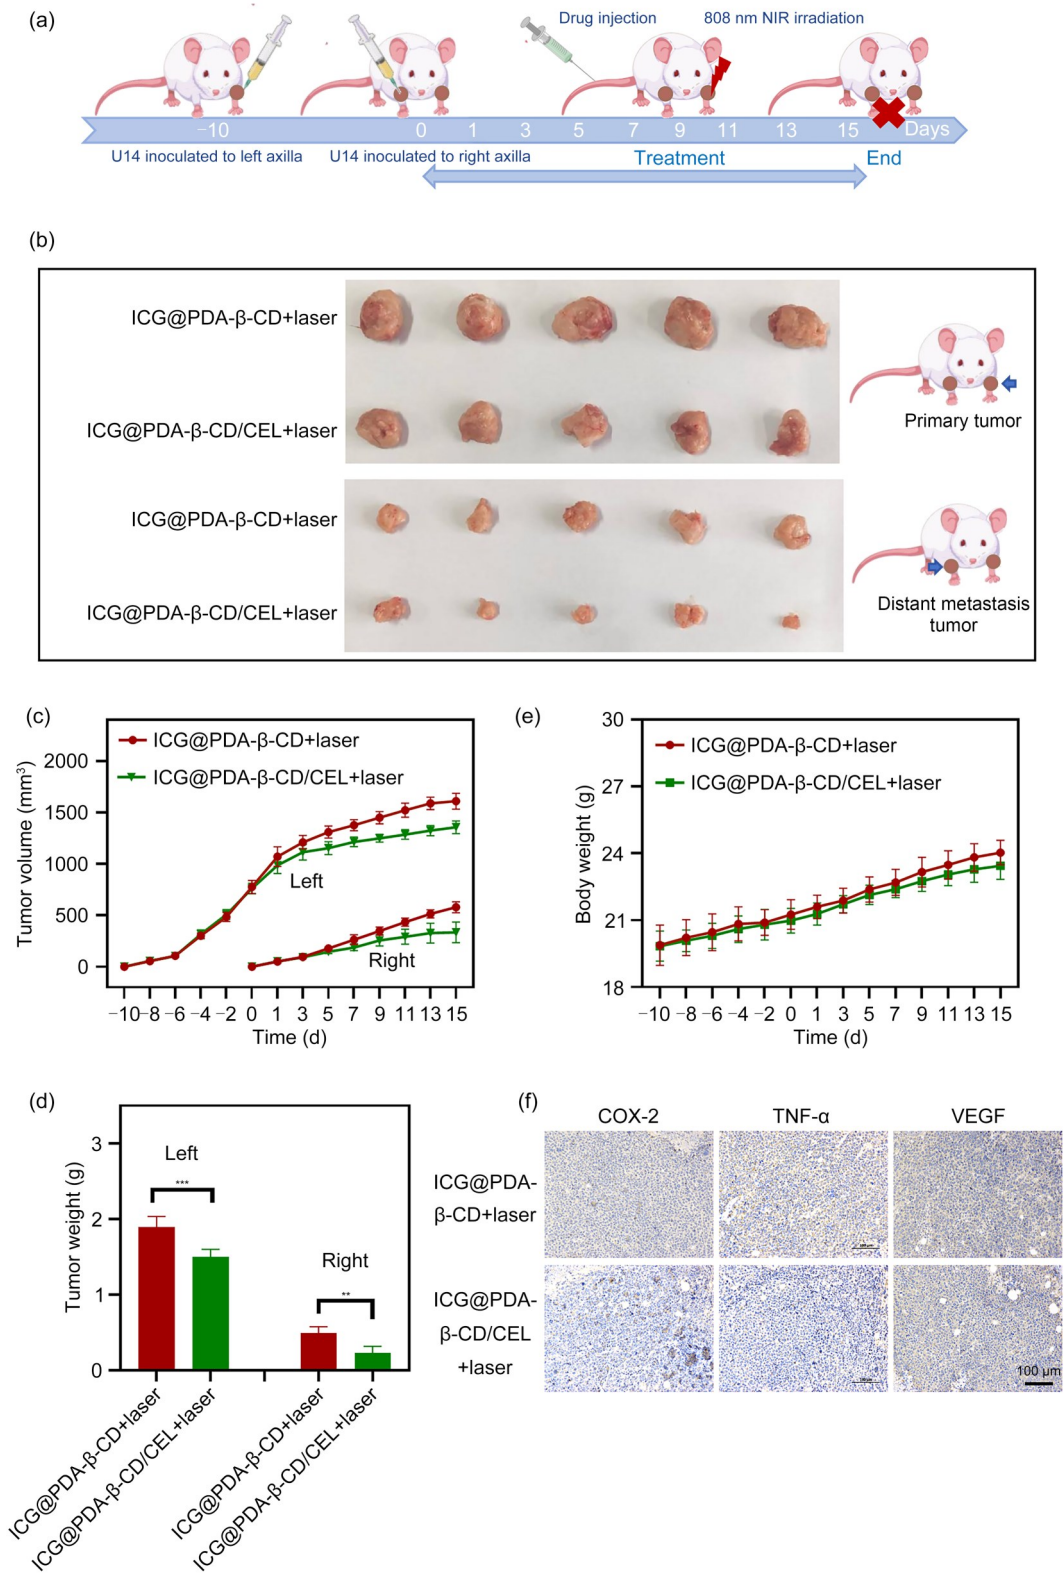 (a)
Drug injection
808 nm NIR irradiation
−10 0 1 3 5 7 9 11 13 15 Days
U14 inoculated to left axilla
U14 inoculated to right axilla
Treatment
End
(b)
ICG@PDA-β-CD+laser
ICG@PDA-β-CD/CEL+laser
Primary tumor
ICG@PDA-β-CD+laser
ICG@PDA-β-CD/CEL+laser
Distant metastasis
tumor
(c)
ICG@PDA-β-CD+laser
ICG@PDA-β-CD/CEL+laser
Tumor volume (mm³)
2000
1500
1000
500
0
Left
Right
−10 −8 −6 −4 −2 0 1 3 5 7 9 11 13 15
Time (d)
(e)
ICG@PDA-β-CD+laser
ICG@PDA-β-CD/CEL+laser
Body weight (g)
30
27
24
21
18
−10 −8 −6 −4 −2 0 1 3 5 7 9 11 13 15
Time (d)
(d)
Tumor weight (g)
3
2
1
0
Left
***
Right
**
ICG@PDA-β-CD+laser
ICG@PDA-β-CD/CEL+laser
ICG@PDA-β-CD+laser
ICG@PDA-β-CD/CEL+laser
(f)
COX-2 TNF-α VEGF
ICG@PDA-
β-CD+laser
ICG@PDA-
β-CD/CEL
+laser
100 μm